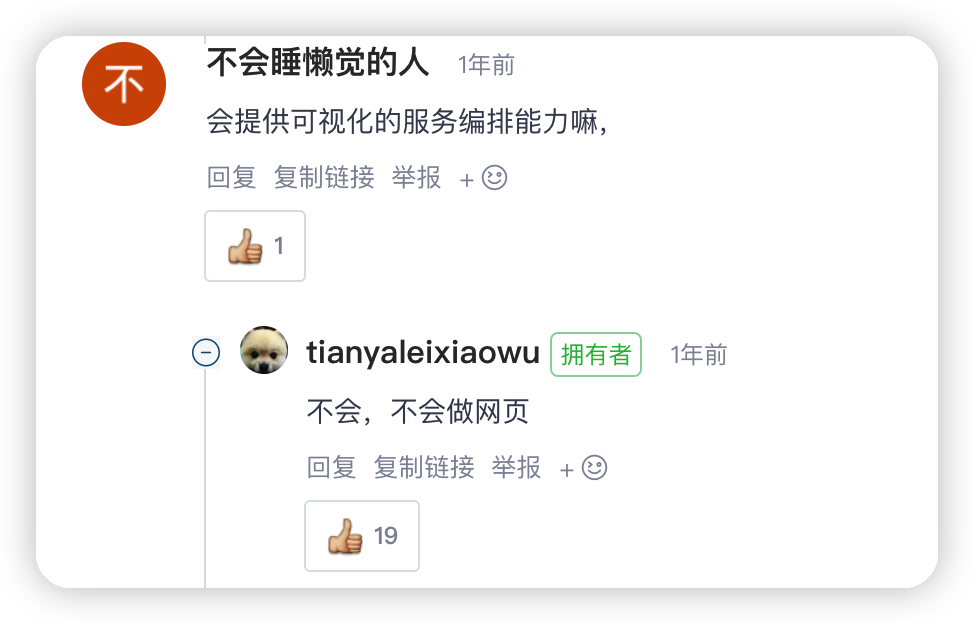 不
不会睡懒觉的人 1年前
会提供可视化的服务编排能力嘛,
回复 复制链接 举报 +
1
tianyaleixiaowu 拥有者 1年前
不会，不会做网页
回复 复制链接 举报 +
19